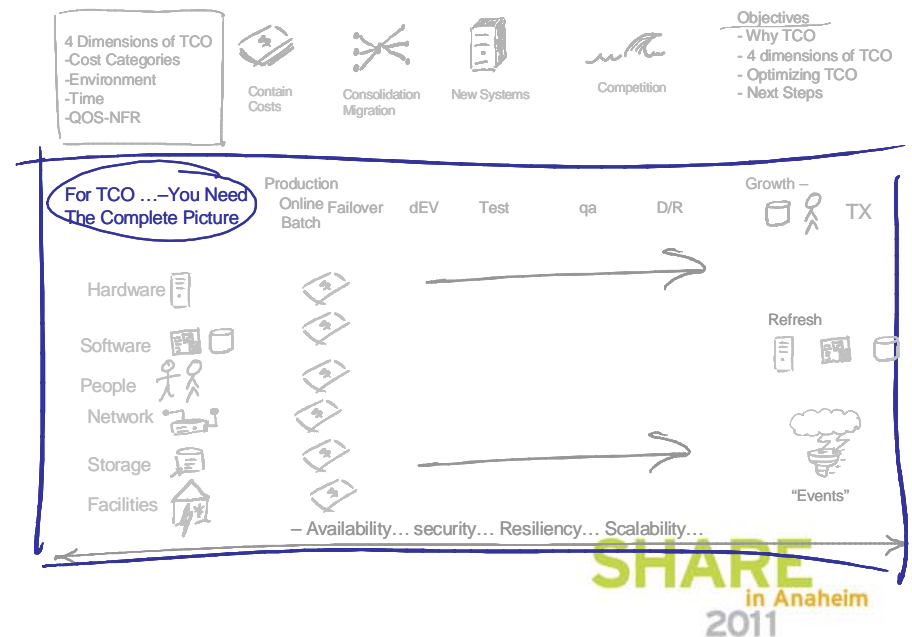 4 Dimensions of TCO
-Cost Categories
-Environment
-Time
-QOS-NFR
Contain
Costs
Consolidation
Migration
New Systems
Competition
Objectives
- Why TCO
- 4 dimensions of TCO
- Optimizing TCO
- Next Steps
For TCO …–You Need
The Complete Picture
Production
Online Failover dEV Test qa D/R
Batch
Growth –
TX
Hardware
Software
People
Network
Storage
Facilities
Refresh
“Events”
– Availability… security… Resiliency… Scalability…
SHARE
in Anaheim
2011